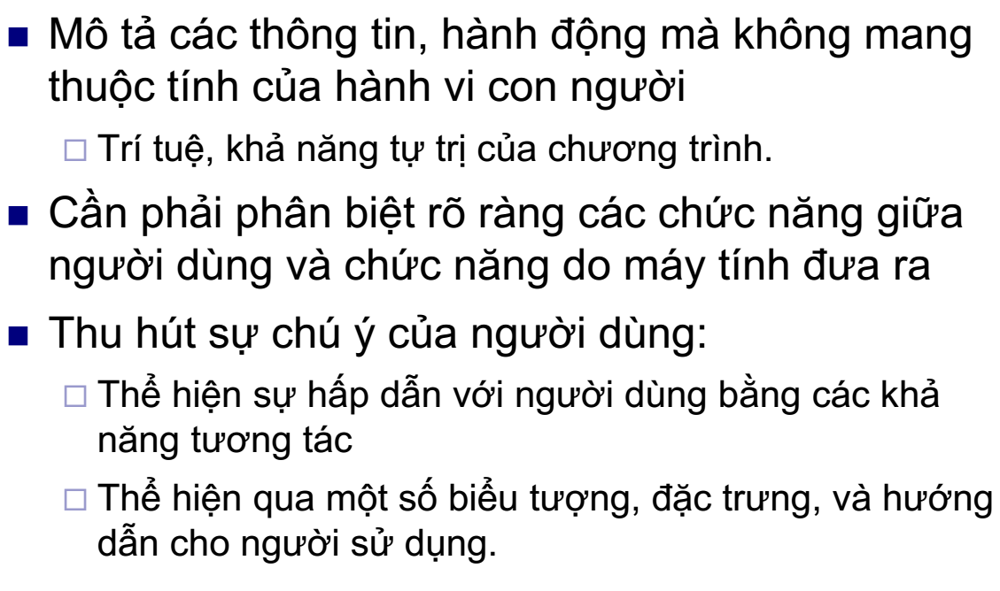 Mô tả các thông tin, hành động mà không mang
thuộc tính của hành vi con người
Trí tuệ, khả năng tự trị của chương trình.
Cần phải phân biệt rõ ràng các chức năng giữa
người dùng và chức năng do máy tính đưa ra
Thu hút sự chú ý của người dùng:
Thể hiện sự hấp dẫn với người dùng bằng các khả
năng tương tác
Thể hiện qua một số biểu tượng, đặc trưng, và hướng
dẫn cho người sử dụng.